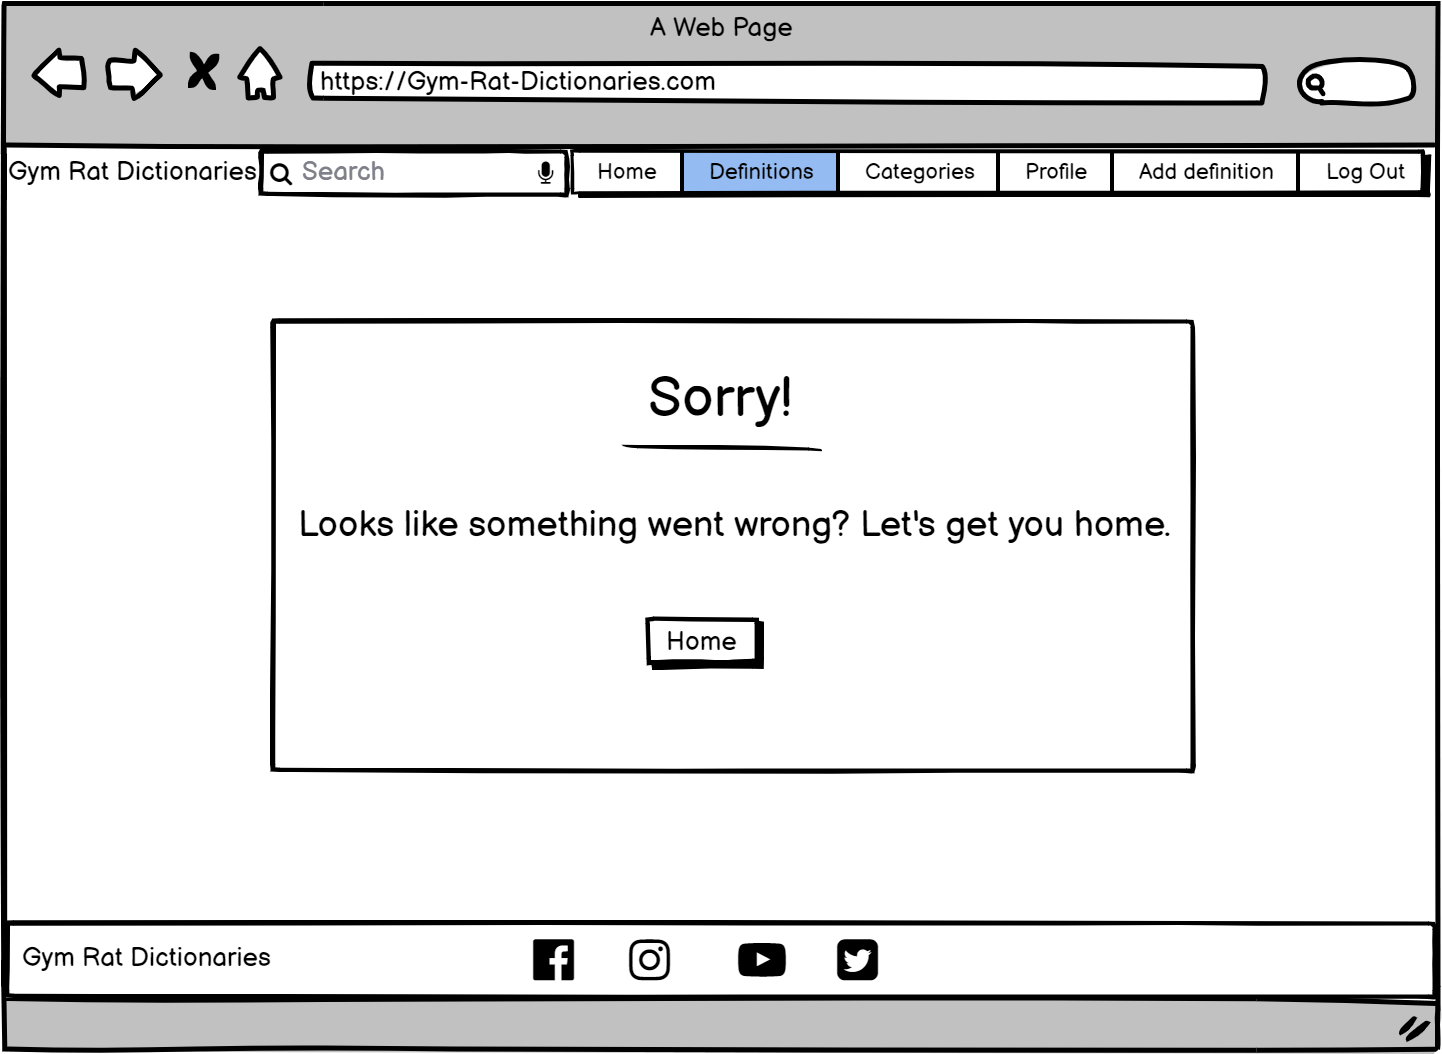 A Web Page
https://Gym-Rat-Dictionaries.com
Gym Rat Dictionaries Search Home Definitions Categories Profile Add definition Log Out
Sorry!
Looks like something went wrong? Let's get you home.
Home
Gym Rat Dictionaries